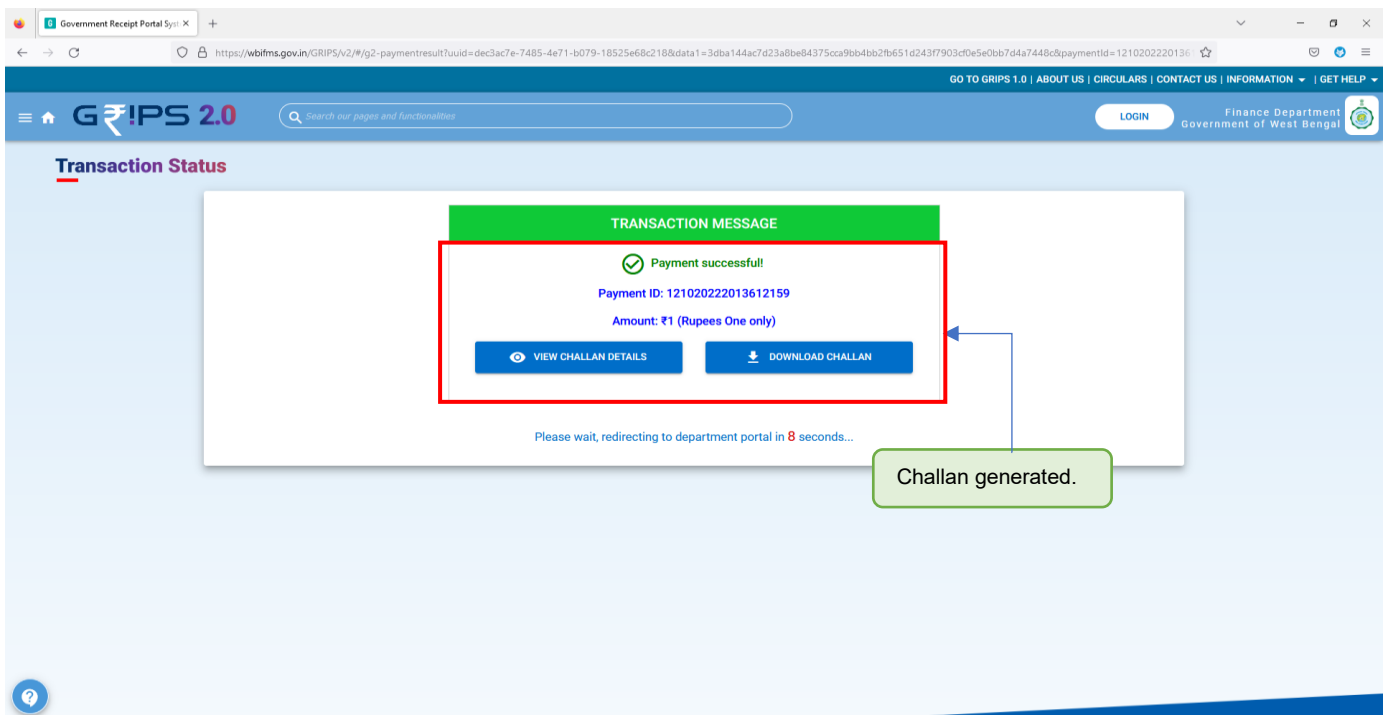 Government Receipt Portal Syst
https://wbifms.gov.in/GRIPS/v2/#/g2-paymentresult?uuid=dec3ac7e-7485-4e71-b079-18525e68c218&data1=3dba144ac7d23a8be84375cca9bb4bb2fb651d243f7903cf0e5e0bb7d4a7448c&paymentId=1210202220136
GO TO GRIPS 1.0 | ABOUT US | CIRCULARS | CONTACT US | INFORMATION | GET HELP
G₹!PS 2.0
Search our pages and functionalities
LOGIN
Finance Department
Government of West Bengal
Transaction Status
TRANSACTION MESSAGE
Payment successful!
Payment ID: 121020222013612159
Amount: ₹1 (Rupees One only)
VIEW CHALLAN DETAILS
DOWNLOAD CHALLAN
Please wait, redirecting to department portal in 8 seconds...
Challan generated.